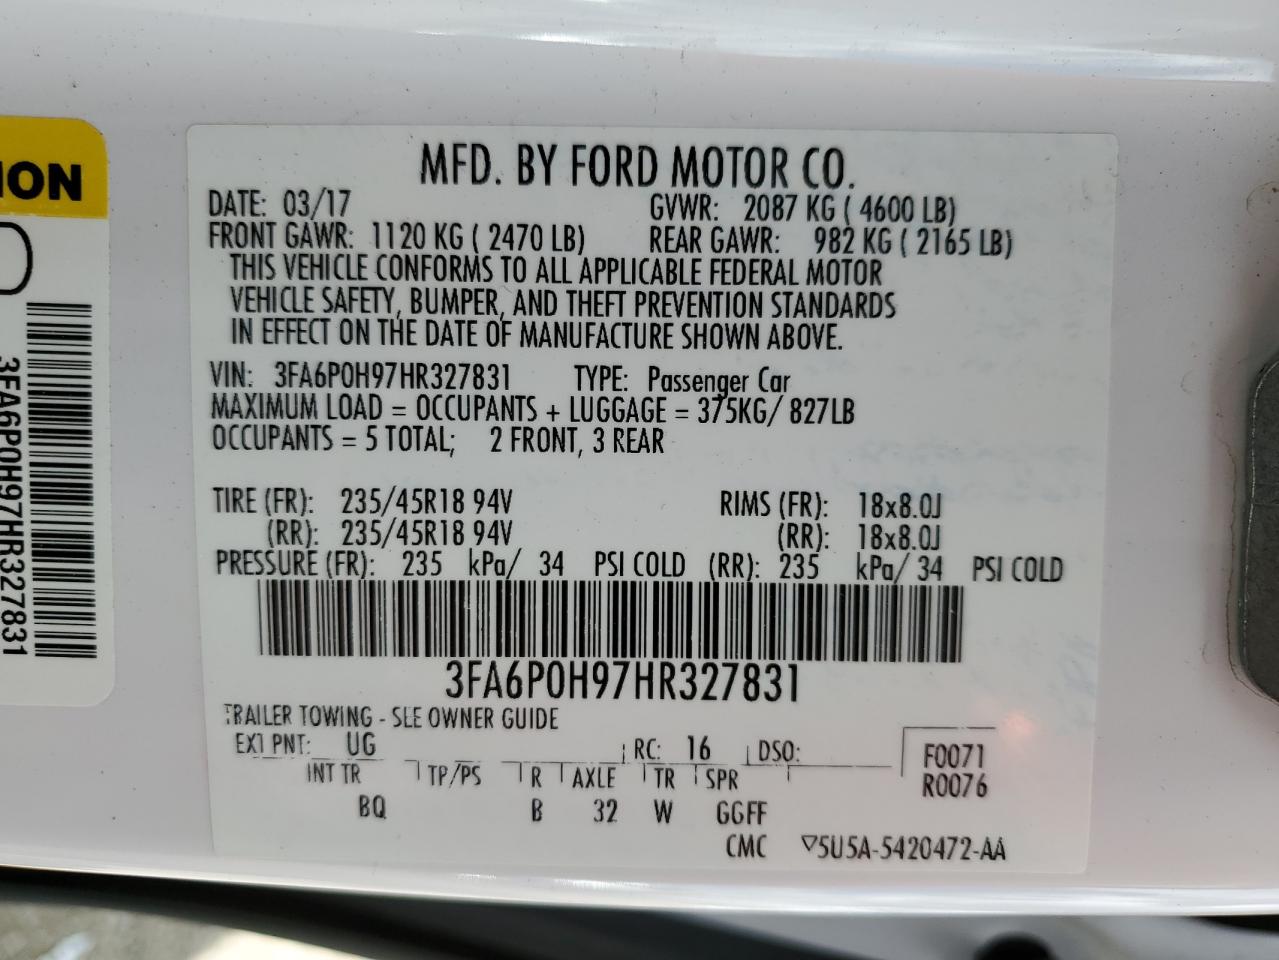 MFD. BY FORD MOTOR CO.
DATE: 03/17 GVWR: 2087 KG ( 4600 LB)
FRONT GAWR: 1120 KG ( 2470 LB) REAR GAWR: 982 KG ( 2165 LB)
THIS VEHICLE CONFORMS TO ALL APPLICABLE FEDERAL MOTOR
VEHICLE SAFETY, BUMPER, AND THEFT PREVENTION STANDARDS
IN EFFECT ON THE DATE OF MANUFACTURE SHOWN ABOVE.
VIN: 3FA6P0H97HR327831 TYPE: Passenger Car
MAXIMUM LOAD = OCCUPANTS + LUGGAGE = 375KG/ 827LB
OCCUPANTS = 5 TOTAL; 2 FRONT, 3 REAR
TIRE (FR): 235/45R18 94V RIMS (FR): 18x8.0J
(RR): 235/45R18 94V (RR): 18x8.0J
PRESSURE (FR): 235 kPa/ 34 PSI COLD (RR): 235 kPa/ 34 PSI COLD
3FA6P0H97HR327831
TRAILER TOWING - SEE OWNER GUIDE
EXT PNT: UG RC: 16 DSO:
F0071
R0076
INT TR TP/PS R AXLE TR SPR
BQ B 32 W GGFF
CMC ▽5U5A-5420472-AA
ION
3FA6P0H97HR327831